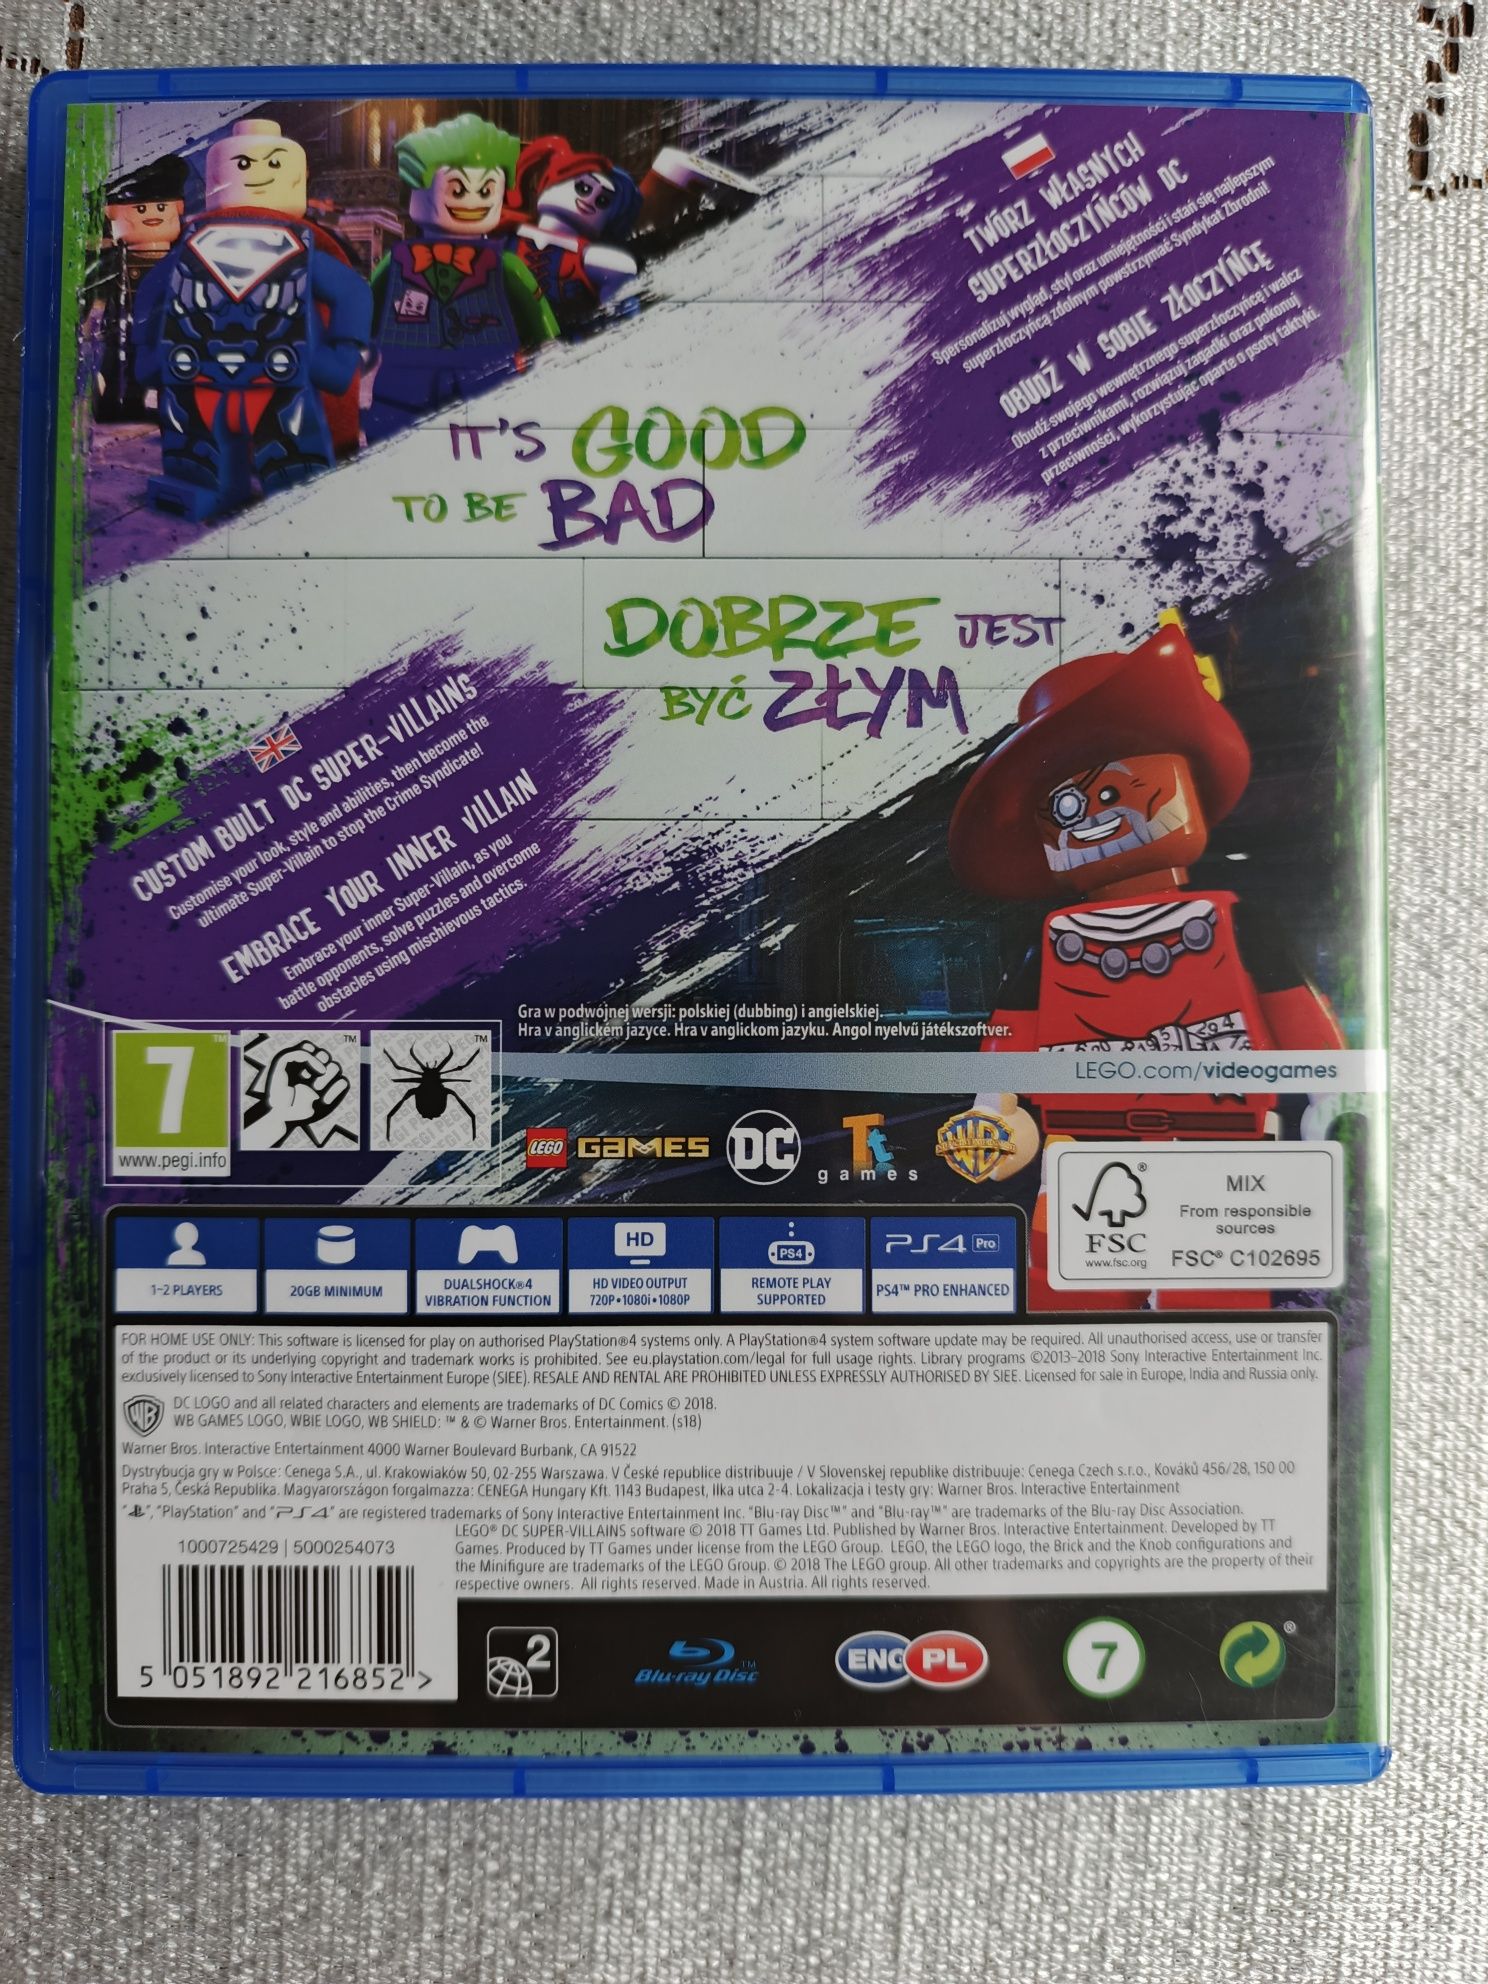 TWÓRZ WŁASNYCH
SUPERZŁOCZYŃCÓW DC
Spersonalizuj wygląd, styl oraz umiejętności i stań się najlepszym
superzłoczyńcą zdolnym powstrzymać Syndykat Zbrodni!
OBUDŹ W SOBIE ZŁOCZYŃCĘ
Obudź swojego wewnętrznego superzłoczyńcę i walcz
z przeciwnikami, rozwiązuj zagadki oraz pokonuj
przeciwności, wykorzystując oparte o psoty taktyki.
IT'S GOOD
TO BE BAD
DOBRZE JEST
BYĆ ZŁYM
CUSTOM BUILT DC SUPER-VILLAINS
Customise your look, style and abilities, then become the
ultimate Super-Villain to stop the Crime Syndicate!
EMBRACE YOUR INNER VILLAIN
Embrace your inner Super-Villain, as you
battle opponents, solve puzzles and overcome
obstacles using mischievous tactics.
Gra w podwójnej wersji: polskiej (dubbing) i angielskiej.
Hra v anglickém jazyce. Hra v anglickom jazyku. Angol nyelvű játékszoftver.
LEGO.com/videogames
7
www.pegi.info
LEGO GAMES
DC
Tt
games
WB
FSC®
www.fsc.org
MIX
From responsible
sources
FSC® C102695
1-2 PLAYERS
20GB MINIMUM
DUALSHOCK®4
VIBRATION FUNCTION
HD
HD VIDEO OUTPUT
720P•1080i•1080P
PS4
REMOTE PLAY
SUPPORTED
PS4 Pro
PS4™ PRO ENHANCED
FOR HOME USE ONLY: This software is licensed for play on authorised PlayStation®4 systems only. A PlayStation®4 system software update may be required. All unauthorised access, use or transfer
of the product or its underlying copyright and trademark works is prohibited. See eu.playstation.com/legal for full usage rights. Library programs ©2013–2018 Sony Interactive Entertainment Inc.
exclusively licensed to Sony Interactive Entertainment Europe (SIEE). RESALE AND RENTAL ARE PROHIBITED UNLESS EXPRESSLY AUTHORISED BY SIEE. Licensed for sale in Europe, India and Russia only.
DC LOGO and all related characters and elements are trademarks of DC Comics © 2018.
WB GAMES LOGO, WBIE LOGO, WB SHIELD: ™ & © Warner Bros. Entertainment. (s18)
Warner Bros. Interactive Entertainment 4000 Warner Boulevard Burbank, CA 91522
Dystrybucja gry w Polsce: Cenega S.A., ul. Krakowiaków 50, 02-255 Warszawa. V České republice distribuuje / V Slovenskej republike distribuuje: Cenega Czech s.r.o., Kováků 456/28, 150 00
Praha 5, Česká Republika. Magyarországon forgalmazza: CENEGA Hungary Kft. 1143 Budapest, Ilka utca 2-4. Lokalizacja i testy gry: Warner Bros. Interactive Entertainment
"PS", "PlayStation" and "PS4" are registered trademarks of Sony Interactive Entertainment Inc. "Blu-ray Disc™" and "Blu-ray™" are trademarks of the Blu-ray Disc Association.
LEGO® DC SUPER-VILLAINS software © 2018 TT Games Ltd. Published by Warner Bros. Interactive Entertainment. Developed by TT
Games. Produced by TT Games under license from the LEGO Group. LEGO, the LEGO logo, the Brick and the Knob configurations and
the Minifigure are trademarks of the LEGO Group. © 2018 The LEGO group. All other trademarks and copyrights are the property of their
respective owners. All rights reserved. Made in Austria. All rights reserved.
1000725429 | 5000254073
5 051892 216852 >
2
Blu-ray Disc™
ENG PL
7
®